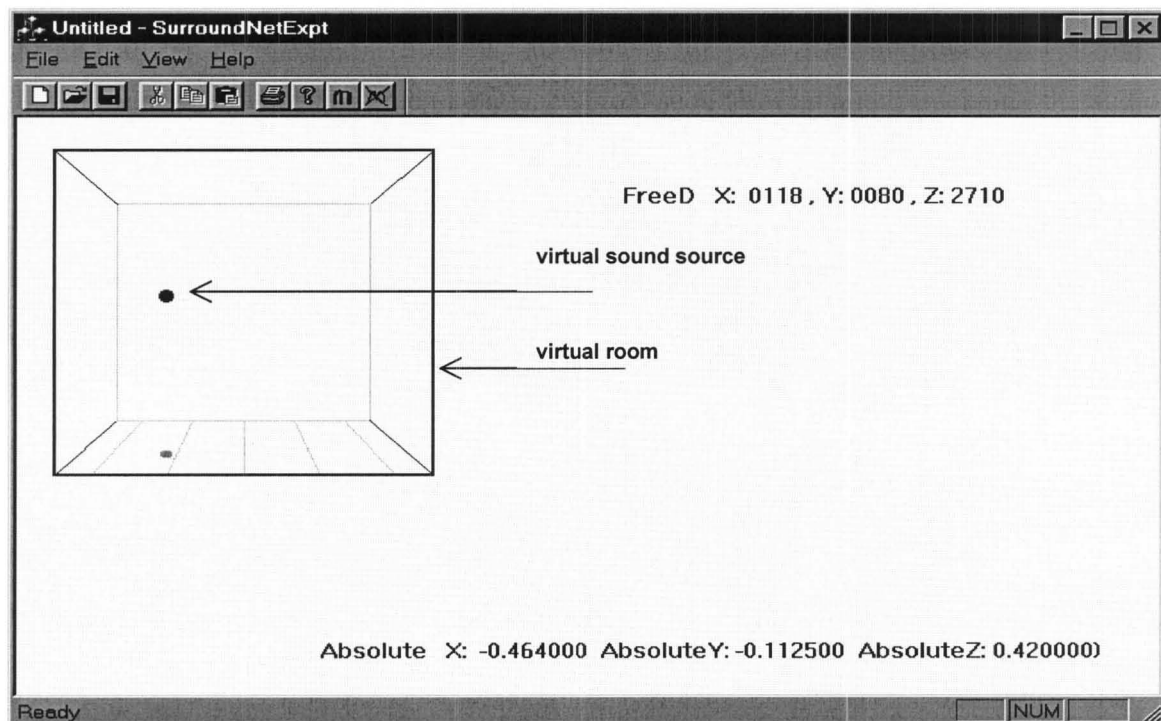 Untitled - SurroundNetExpt
File Edit View Help
FreeD X: 0118 , Y: 0080 , Z: 2710
virtual sound source
virtual room
Absolute X: -0.464000 AbsoluteY: -0.112500 AbsoluteZ: 0.420000)
Ready NUM